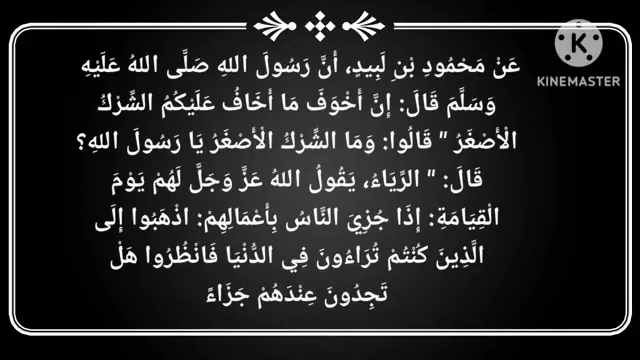 عَنْ مَحْمُودِ بْنِ لَبِيدٍ، أَنَّ رَسُولَ اللهِ صَلَّى اللهُ عَلَيْهِ
وَسَلَّمَ قَالَ: إِنَّ أَخْوَفَ مَا أَخَافُ عَلَيْكُمُ الشِّرْكُ
الْأَصْغَرُ " قَالُوا: وَمَا الشِّرْكُ الْأَصْغَرُ يَا رَسُولَ اللهِ؟
قَالَ: " الرِّيَاءُ، يَقُولُ اللهُ عَزَّ وَجَلَّ لَهُمْ يَوْمَ
الْقِيَامَةِ: إِذَا جُزِيَ النَّاسُ بِأَعْمَالِهِمْ: اذْهَبُوا إِلَى
الَّذِينَ كُنْتُمْ تُرَاءُونَ فِي الدُّنْيَا فَانْظُرُوا هَلْ
تَجِدُونَ عِنْدَهُمْ جَزَاءً
K
KINEMASTER